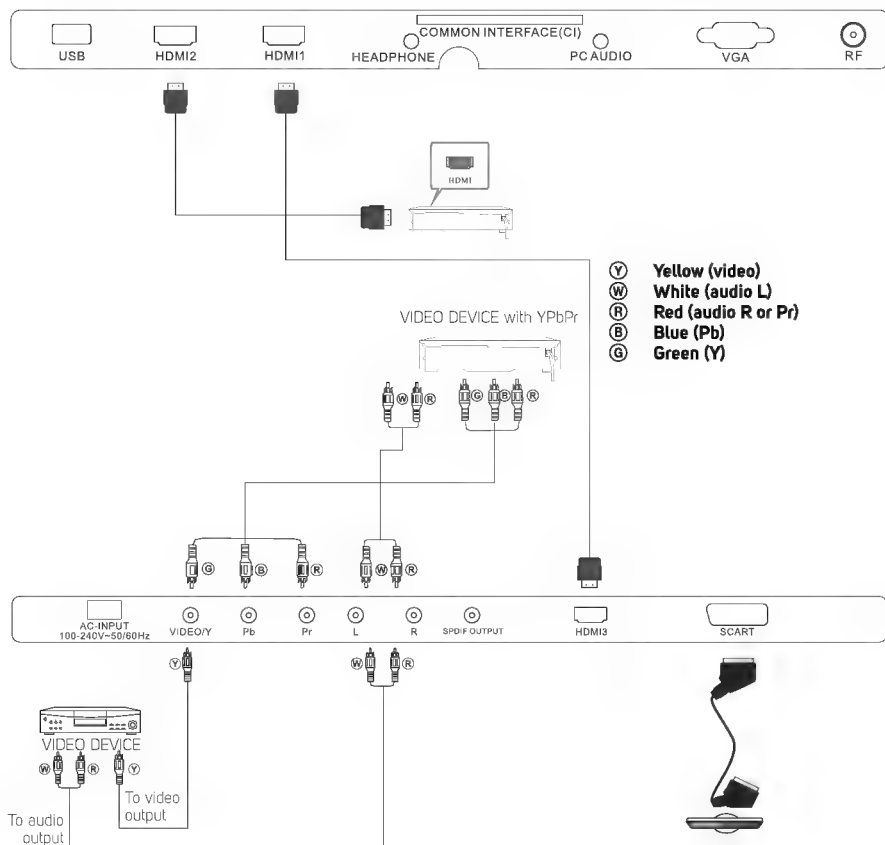 COMMON INTERFACE(CI)
USB
HDMI2
HDMI1
HEADPHONE
PC AUDIO
VGA
RF
HDMI
Y Yellow (video)
W White (audio L)
R Red (audio R or Pr)
B Blue (Pb)
G Green (Y)
VIDEO DEVICE with YPbPr
W R
G B R
G B R
W R
AC-INPUT
100-240V~50/60Hz
VIDEO/Y
Pb
Pr
L
R
SPDIF OUTPUT
HDMI3
SCART
Y
W R
VIDEO DEVICE
W R Y
To video
output
To audio
output